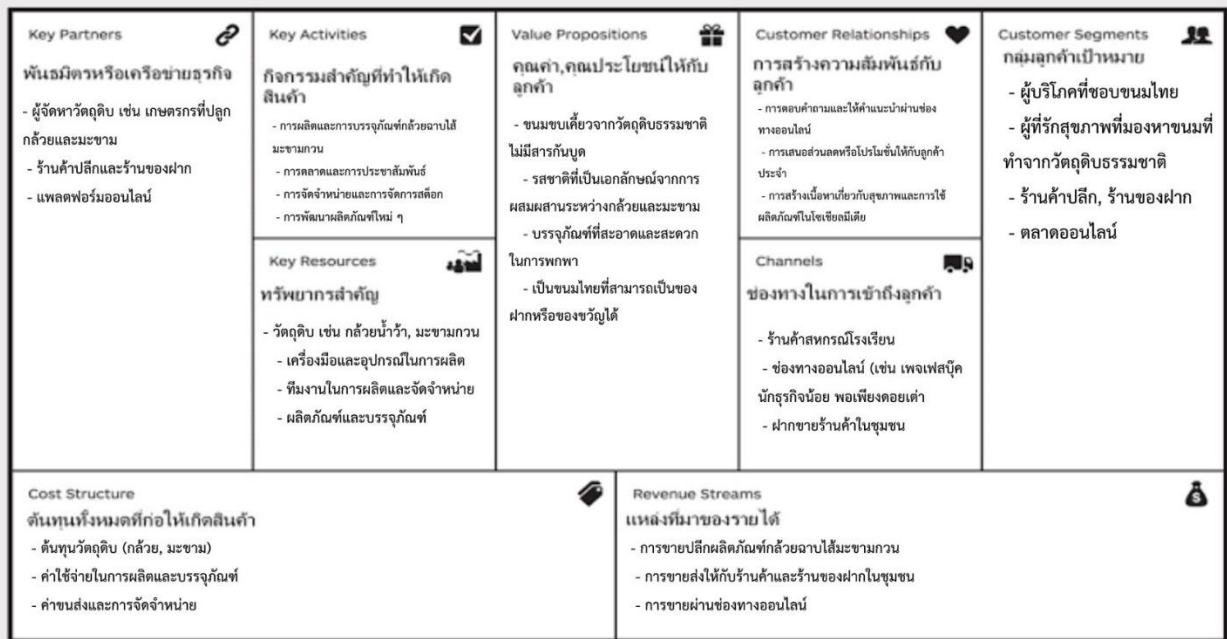 Key Partners
พันธมิตรหรือเครือข่ายธุรกิจ
- ผู้จัดหาวัตถุดิบ เช่น เกษตรกรที่ปลูก
กล้วยและมะขาม
- ร้านค้าปลีกและร้านของฝาก
- แพลตฟอร์มออนไลน์
Key Activities
กิจกรรมสำคัญที่ทำให้เกิด
สินค้า
- การผลิตและการบรรจุภัณฑ์กล้วยฉาบไส้
มะขามกวน
- การตลาดและการประชาสัมพันธ์
- การจัดจำหน่ายและการจัดการสต็อก
- การพัฒนาผลิตภัณฑ์ใหม่ ๆ
Key Resources
ทรัพยากรสำคัญ
- วัตถุดิบ เช่น กล้วยน้ำว้า, มะขามกวน
- เครื่องมือและอุปกรณ์ในการผลิต
- ทีมงานในการผลิตและจัดจำหน่าย
- ผลิตภัณฑ์และบรรจุภัณฑ์
Value Propositions
คุณค่า,คุณประโยชน์ให้กับ
ลูกค้า
- ขนมขบเคี้ยวจากวัตถุดิบธรรมชาติ
ไม่มีสารกันบูด
- รสชาติที่เป็นเอกลักษณ์จากการ
ผสมผสานระหว่างกล้วยและมะขาม
- บรรจุภัณฑ์ที่สะอาดและสะดวก
ในการพกพา
- เป็นขนมไทยที่สามารถเป็นของ
ฝากหรือของขวัญได้
Customer Relationships
การสร้างความสัมพันธ์กับ
ลูกค้า
- การตอบคำถามและให้คำแนะนำผ่านช่อง
ทางออนไลน์
- การเสนอส่วนลดหรือโปรโมชั่นให้กับลูกค้า
ประจำ
- การสร้างเนื้อหาเกี่ยวกับสุขภาพและการใช้
ผลิตภัณฑ์ในโซเชียลมีเดีย
Channels
ช่องทางในการเข้าถึงลูกค้า
- ร้านค้าสหกรณ์โรงเรียน
- ช่องทางออนไลน์ (เช่น เพจเฟสบุ๊ค
นักธุรกิจน้อย พอเพียงดอยเต่า
- ฝากขายร้านค้าในชุมชน
Customer Segments
กลุ่มลูกค้าเป้าหมาย
- ผู้บริโภคที่ชอบขนมไทย
- ผู้ที่รักสุขภาพที่มองหาขนมที่
ทำจากวัตถุดิบธรรมชาติ
- ร้านค้าปลีก, ร้านของฝาก
- ตลาดออนไลน์
Cost Structure
ต้นทุนทั้งหมดที่ก่อให้เกิดสินค้า
- ต้นทุนวัตถุดิบ (กล้วย, มะขาม)
- ค่าใช้จ่ายในการผลิตและบรรจุภัณฑ์
- ค่าขนส่งและการจัดจำหน่าย
Revenue Streams
แหล่งที่มาของรายได้
- การขายปลีกผลิตภัณฑ์กล้วยฉาบไส้มะขามกวน
- การขายส่งให้กับร้านค้าและร้านของฝากในชุมชน
- การขายผ่านช่องทางออนไลน์